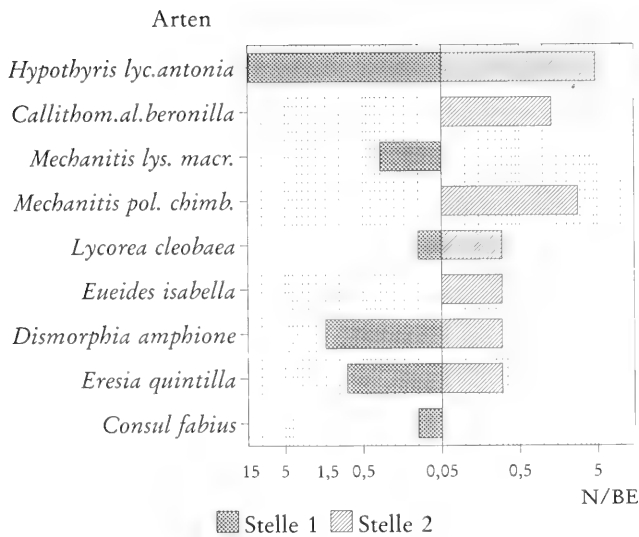 Arten
Hypothyris lyc.antonia
Callithom.al.beronilla
Mechanitis lys. macr.
Mechanitis pol. chimb.
Lycorea cleobaea
Eueides isabella
Dismorphia amphione
Eresia quintilla
Consul fabius
15 5 1,5 0,5 0,05 0,5 5
N/BE
Stelle 1 Stelle 2